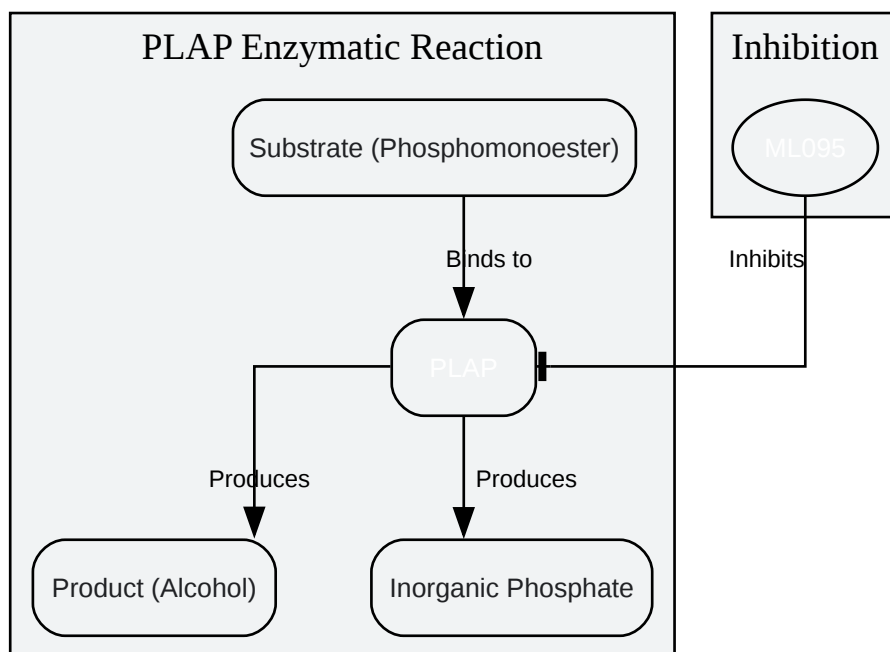 PLAP Enzymatic Reaction
Inhibition
Substrate (Phosphomonoester)
ML095
Binds to
Inhibits
PLAP
Produces
Produces
Product (Alcohol)
Inorganic Phosphate